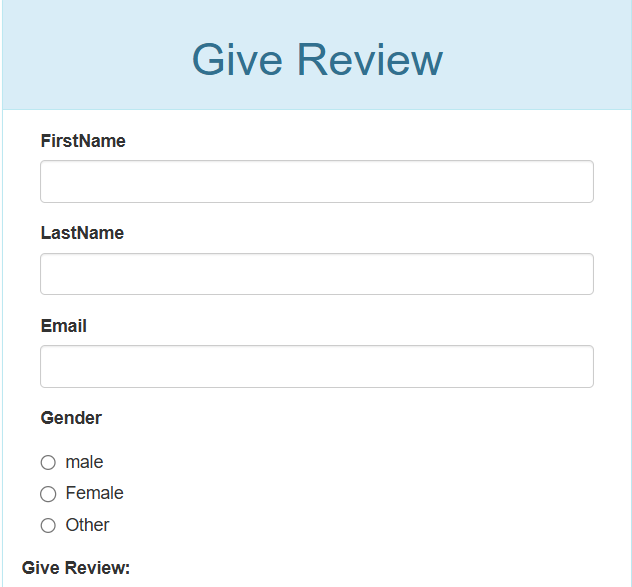 Give Review
FirstName
LastName
Email
Gender
male
Female
Other
Give Review: